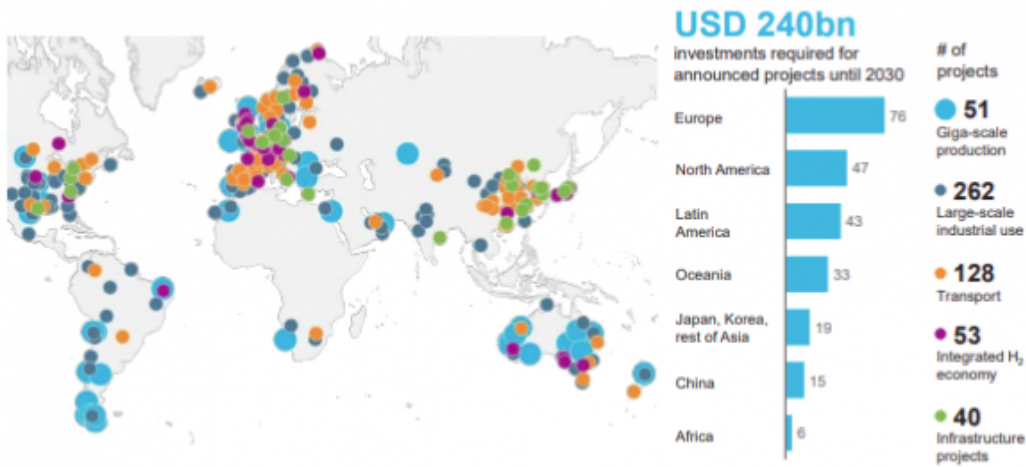 USD 240bn
investments required for
announced projects until 2030
Europe
76
North America
47
Latin
America
43
Oceania
33
Japan, Korea,
rest of Asia
19
China
15
Africa
6
# of
projects
51
Giga-scale
production
262
Large-scale
industrial use
128
Transport
53
Integrated H₂
economy
40
Infrastructure
projects